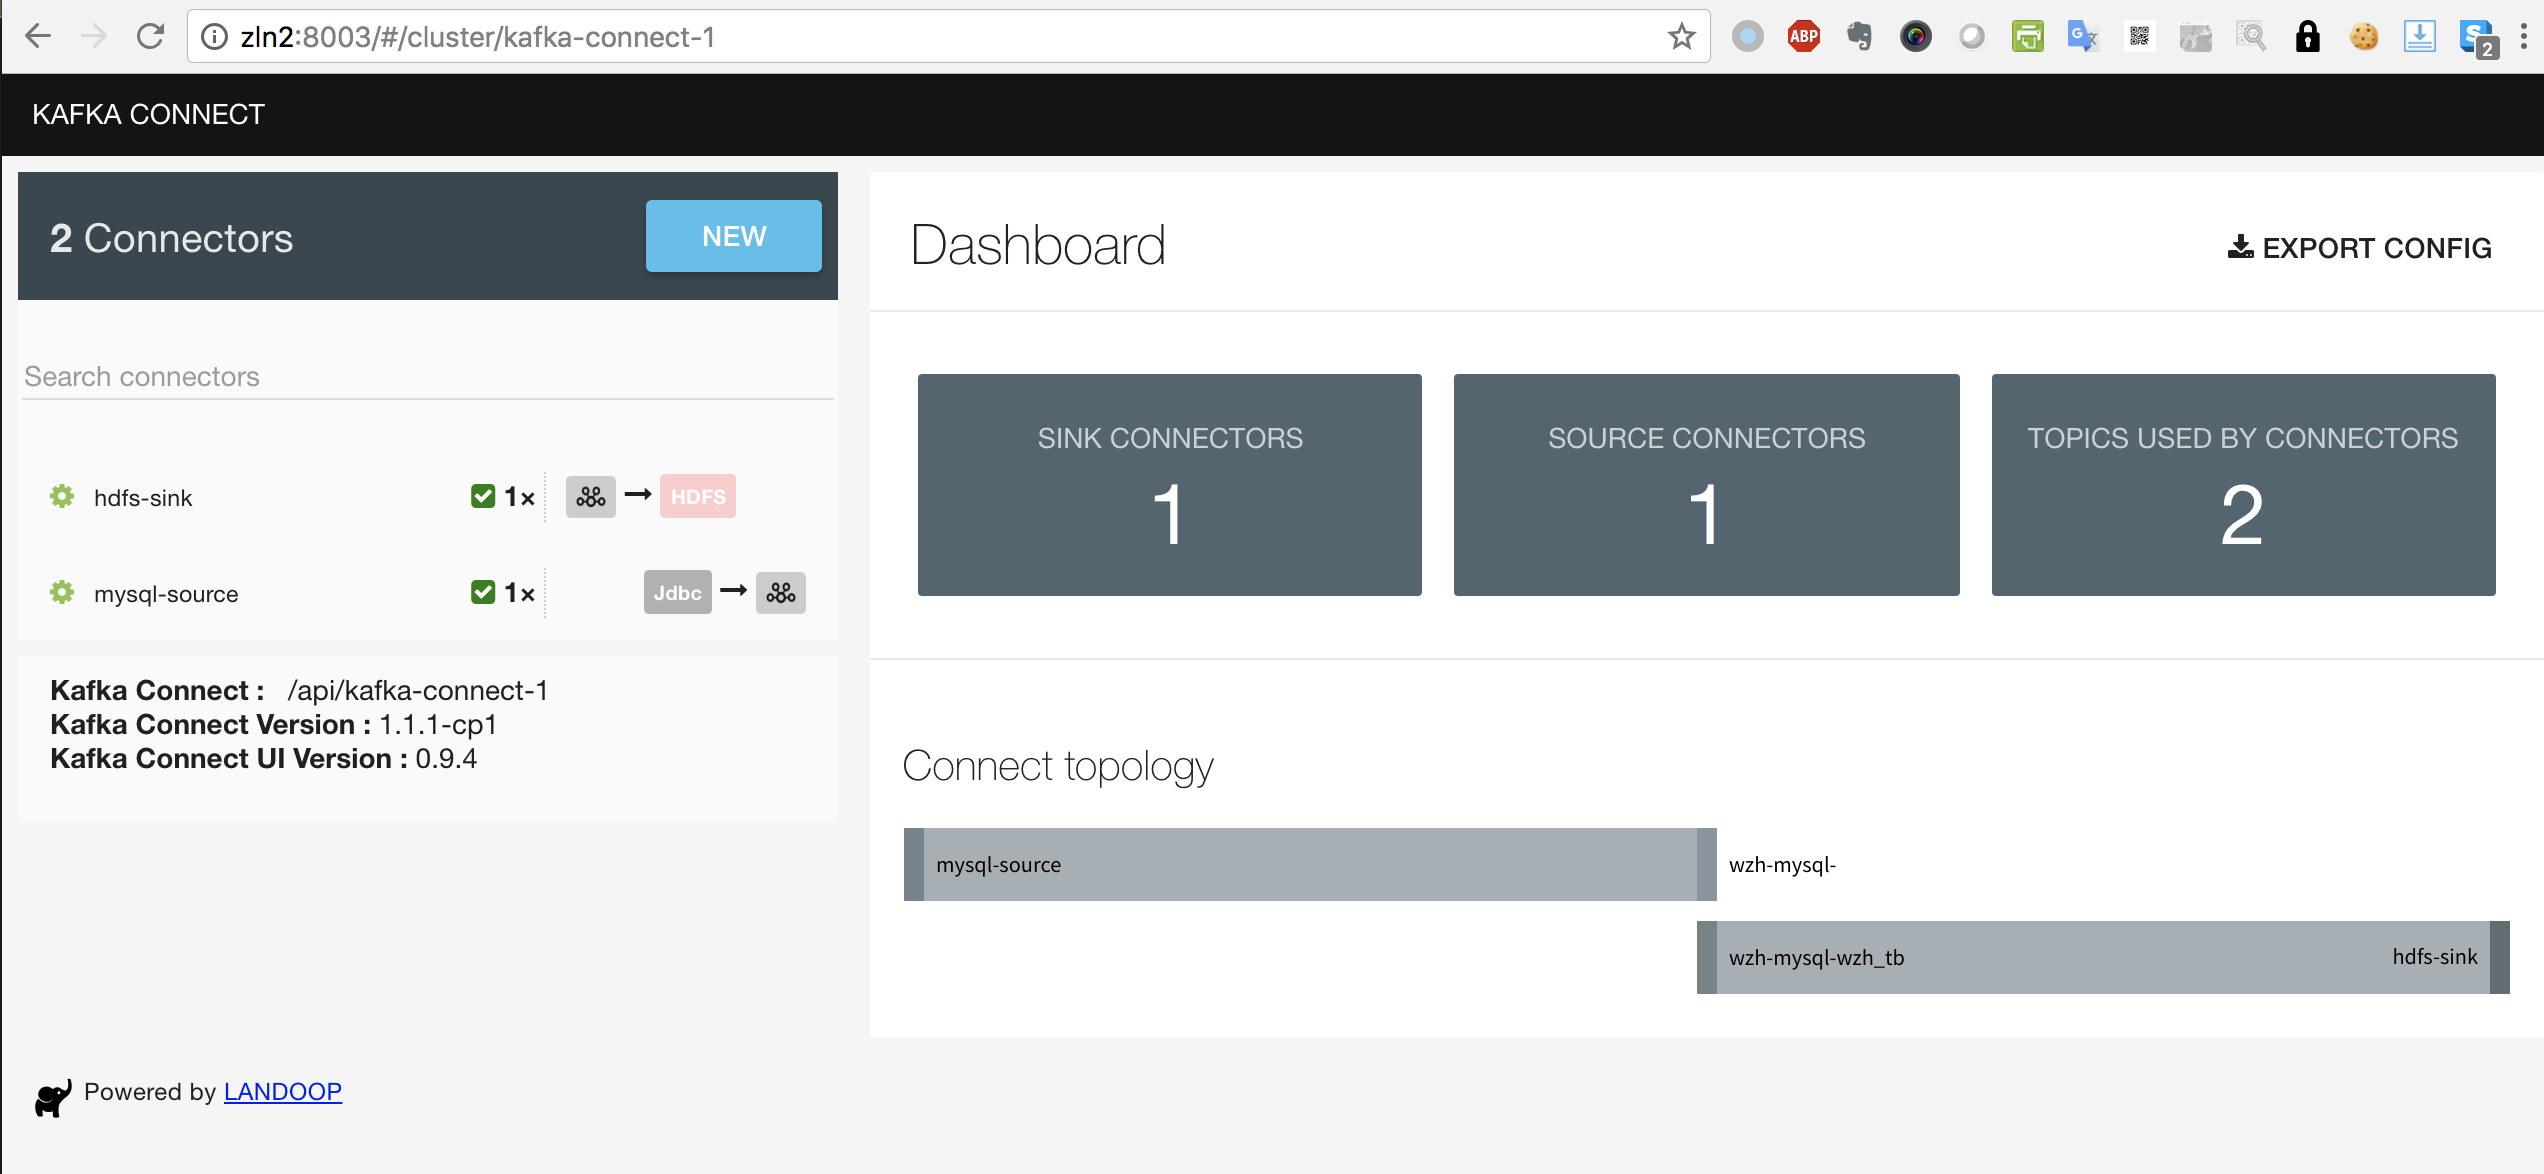 zln2:8003/#/cluster/kafka-connect-1
ABP
G
S
2
KAFKA CONNECT
2 Connectors
NEW
Search connectors
hdfs-sink
1×
HDFS
mysql-source
1×
Jdbc
Kafka Connect : /api/kafka-connect-1
Kafka Connect Version : 1.1.1-cp1
Kafka Connect UI Version : 0.9.4
Powered by LANDOOP
Dashboard
EXPORT CONFIG
SINK CONNECTORS
1
SOURCE CONNECTORS
1
TOPICS USED BY CONNECTORS
2
Connect topology
mysql-source
wzh-mysql-
wzh-mysql-wzh_tb
hdfs-sink